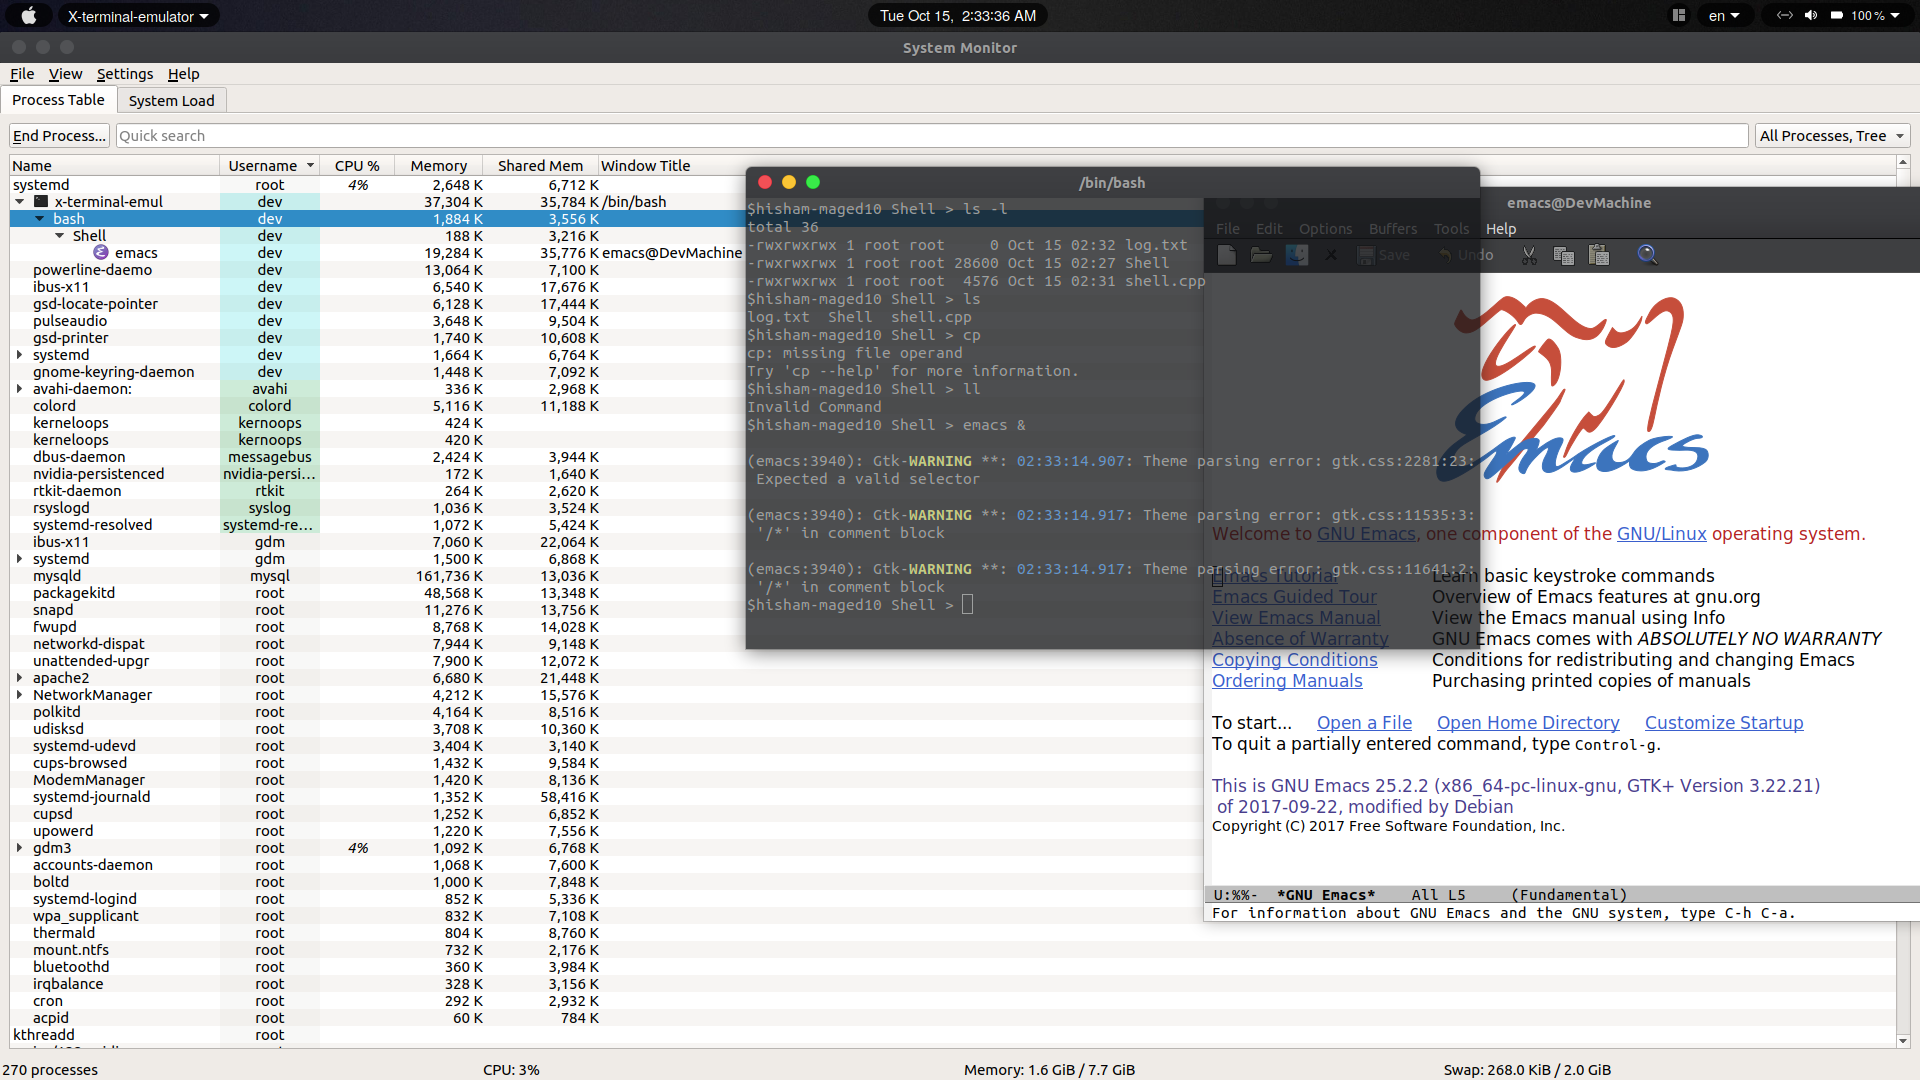 X-terminal-emulator
Tue Oct 15, 2:33:36 AM
en
100 %
System Monitor
File View Settings Help
Process Table System Load
End Process... Quick search All Processes, Tree
Name Username CPU % Memory Shared Mem Window Title
systemd root 4% 2,648 K 6,712 K
x-terminal-emul dev 37,304 K 35,784 K /bin/bash
bash dev 1,884 K 3,556 K
Shell dev 188 K 3,216 K
emacs dev 19,284 K 35,776 K emacs@DevMachine
powerline-daemo dev 13,064 K 7,100 K
ibus-x11 dev 6,540 K 17,676 K
gsd-locate-pointer dev 6,128 K 17,444 K
pulseaudio dev 3,648 K 9,504 K
gsd-printer dev 1,740 K 10,608 K
systemd dev 1,664 K 6,764 K
gnome-keyring-daemon dev 1,448 K 7,092 K
avahi-daemon: avahi 336 K 2,968 K
colord colord 5,116 K 11,188 K
kerneloops kernoops 424 K
kerneloops kernoops 420 K
dbus-daemon messagebus 2,424 K 3,944 K
nvidia-persistenced nvidia-persi... 172 K 1,640 K
rtkit-daemon rtkit 264 K 2,620 K
rsyslogd syslog 1,036 K 3,524 K
systemd-resolved systemd-re... 1,072 K 5,424 K
ibus-x11 gdm 7,060 K 22,064 K
systemd gdm 1,500 K 6,868 K
mysqld mysql 161,736 K 13,036 K
packagekitd root 48,568 K 13,348 K
snapd root 11,276 K 13,756 K
fwupd root 8,768 K 14,028 K
networkd-dispat root 7,944 K 9,148 K
unattended-upgr root 7,900 K 12,072 K
apache2 root 6,680 K 21,448 K
NetworkManager root 4,212 K 15,576 K
polkitd root 4,164 K 8,516 K
udisksd root 3,708 K 10,360 K
systemd-udevd root 3,404 K 3,140 K
cups-browsed root 1,432 K 9,584 K
ModemManager root 1,420 K 8,136 K
systemd-journald root 1,352 K 58,416 K
cupsd root 1,252 K 6,852 K
upowerd root 1,220 K 7,556 K
gdm3 root 4% 1,092 K 6,768 K
accounts-daemon root 1,068 K 7,600 K
boltd root 1,000 K 7,848 K
systemd-logind root 852 K 5,336 K
wpa_supplicant root 832 K 7,108 K
thermald root 804 K 8,760 K
mount.ntfs root 732 K 2,176 K
bluetoothd root 360 K 3,984 K
irqbalance root 328 K 3,156 K
cron root 292 K 2,932 K
acpid root 60 K 784 K
kthreadd root
270 processes CPU: 3% Memory: 1.6 GiB / 7.7 GiB Swap: 268.0 KiB / 2.0 GiB
/bin/bash
$hisham-maged10 Shell > ls -l
total 36
-rwxrwxrwx 1 root root     0 Oct 15 02:32 log.txt
-rwxrwxrwx 1 root root 28600 Oct 15 02:27 Shell
-rwxrwxrwx 1 root root  4576 Oct 15 02:31 shell.cpp
$hisham-maged10 Shell > ls
log.txt  Shell  shell.cpp
$hisham-maged10 Shell > cp
cp: missing file operand
Try 'cp --help' for more information.
$hisham-maged10 Shell > ll
Invalid Command
$hisham-maged10 Shell > emacs &
(emacs:3940): Gtk-WARNING **: 02:33:14.907: Theme parsing error: gtk.css:2281:23:
Expected a valid selector
(emacs:3940): Gtk-WARNING **: 02:33:14.917: Theme parsing error: gtk.css:11535:3:
'/*' in comment block
(emacs:3940): Gtk-WARNING **: 02:33:14.917: Theme parsing error: gtk.css:11641:2:
'/*' in comment block
$hisham-maged10 Shell >
emacs@DevMachine
File Edit Options Buffers Tools Help
Save Undo
Emacs
Welcome to GNU Emacs, one component of the GNU/Linux operating system.
Emacs Tutorial Learn basic keystroke commands
Emacs Guided Tour Overview of Emacs features at gnu.org
View Emacs Manual View the Emacs manual using Info
Absence of Warranty GNU Emacs comes with ABSOLUTELY NO WARRANTY
Copying Conditions Conditions for redistributing and changing Emacs
Ordering Manuals Purchasing printed copies of manuals
To start... Open a File Open Home Directory Customize Startup
To quit a partially entered command, type control-g.
This is GNU Emacs 25.2.2 (x86_64-pc-linux-gnu, GTK+ Version 3.22.21)
of 2017-09-22, modified by Debian
Copyright (C) 2017 Free Software Foundation, Inc.
U:%%- *GNU Emacs* All L5 (Fundamental)
For information about GNU Emacs and the GNU system, type C-h C-a.